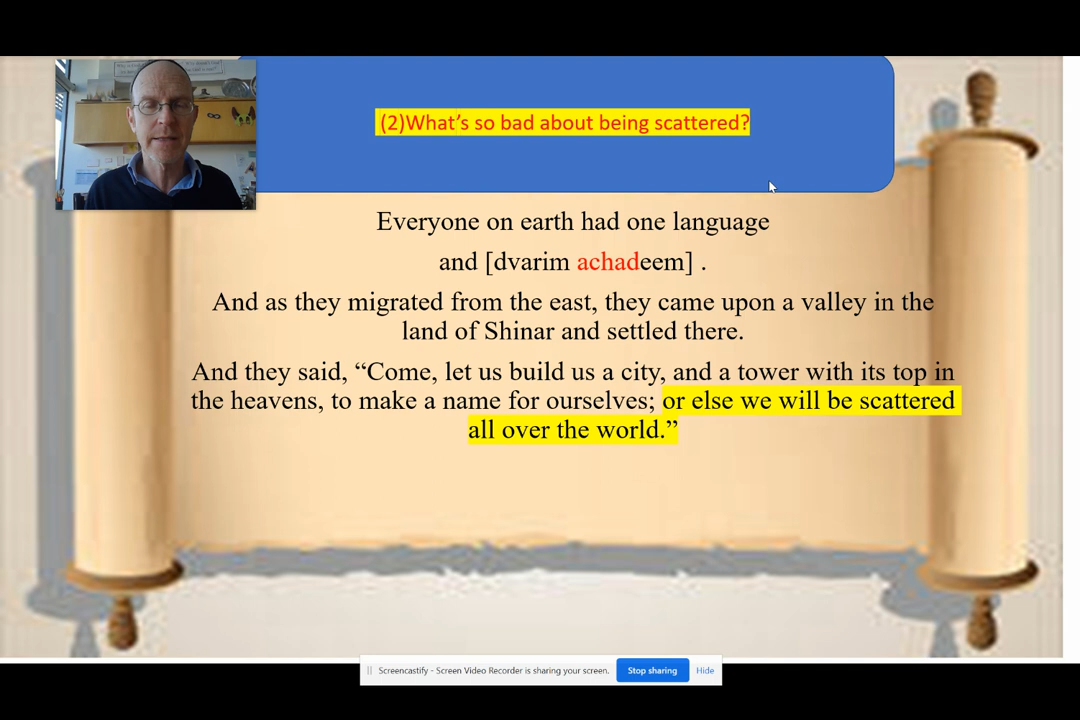 (2)What's so bad about being scattered?
Everyone on earth had one language
and [dvarim achadeem] .
And as they migrated from the east, they came upon a valley in the
land of Shinar and settled there.
And they said, “Come, let us build us a city, and a tower with its top in
the heavens, to make a name for ourselves; or else we will be scattered
all over the world.”
Screencastify - Screen Video Recorder is sharing your screen. Stop sharing Hide